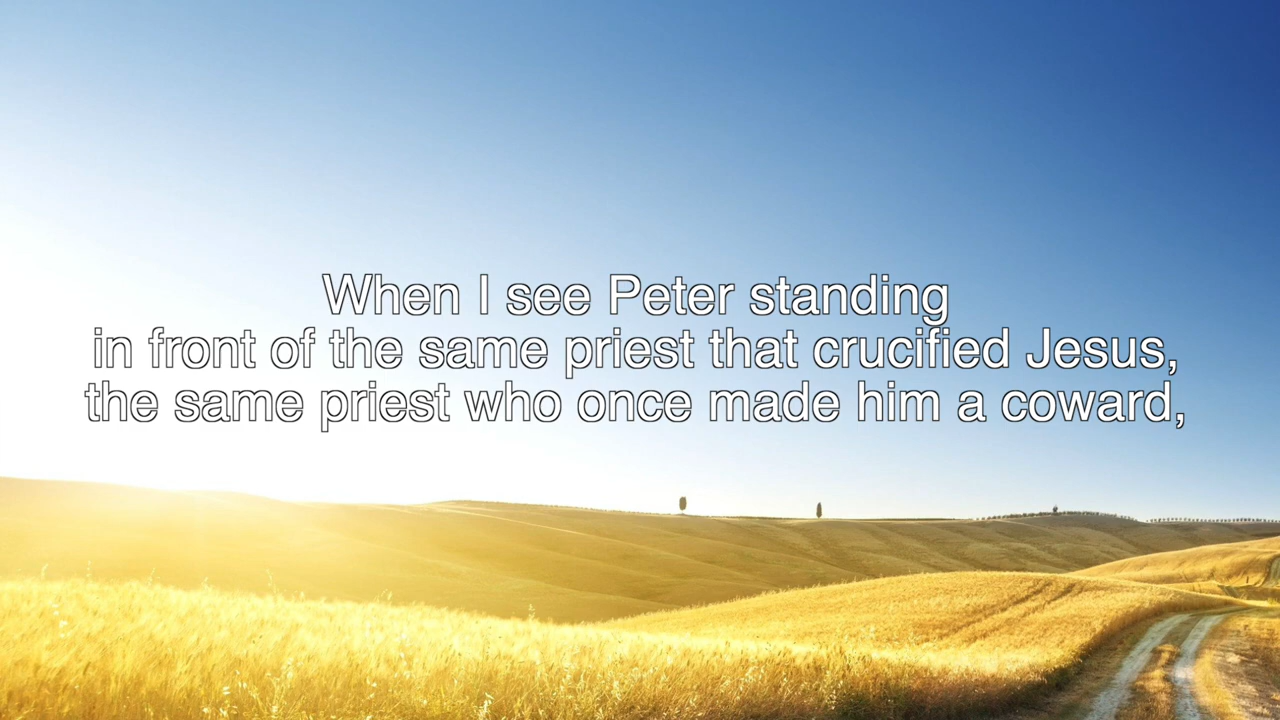 When I see Peter standing
in front of the same priest that crucified Jesus,
the same priest who once made him a coward,